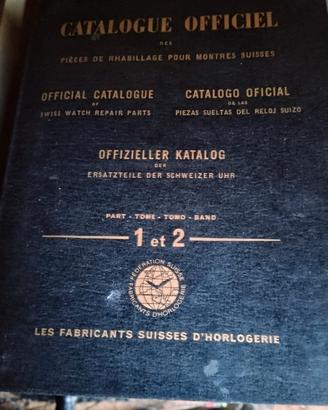 CATALOGUE OFFICIEL
DES
PIÈCES DE RHABILLAGE POUR MONTRES SUISSES
OFFICIAL CATALOGUE
OF
SWISS WATCH REPAIR PARTS
CATALOGO OFICIAL
DE LAS
PIEZAS SUELTAS DEL RELOJ SUIZO
OFFIZIELLER KATALOG
DER
ERSATZTEILE DER SCHWEIZER UHR
PART - TOME - TOMO - BAND
1 et 2
FÉDÉRATION SUISSE
FABRICANTS D'HORLOGERIE
LES FABRICANTS SUISSES D'HORLOGERIE